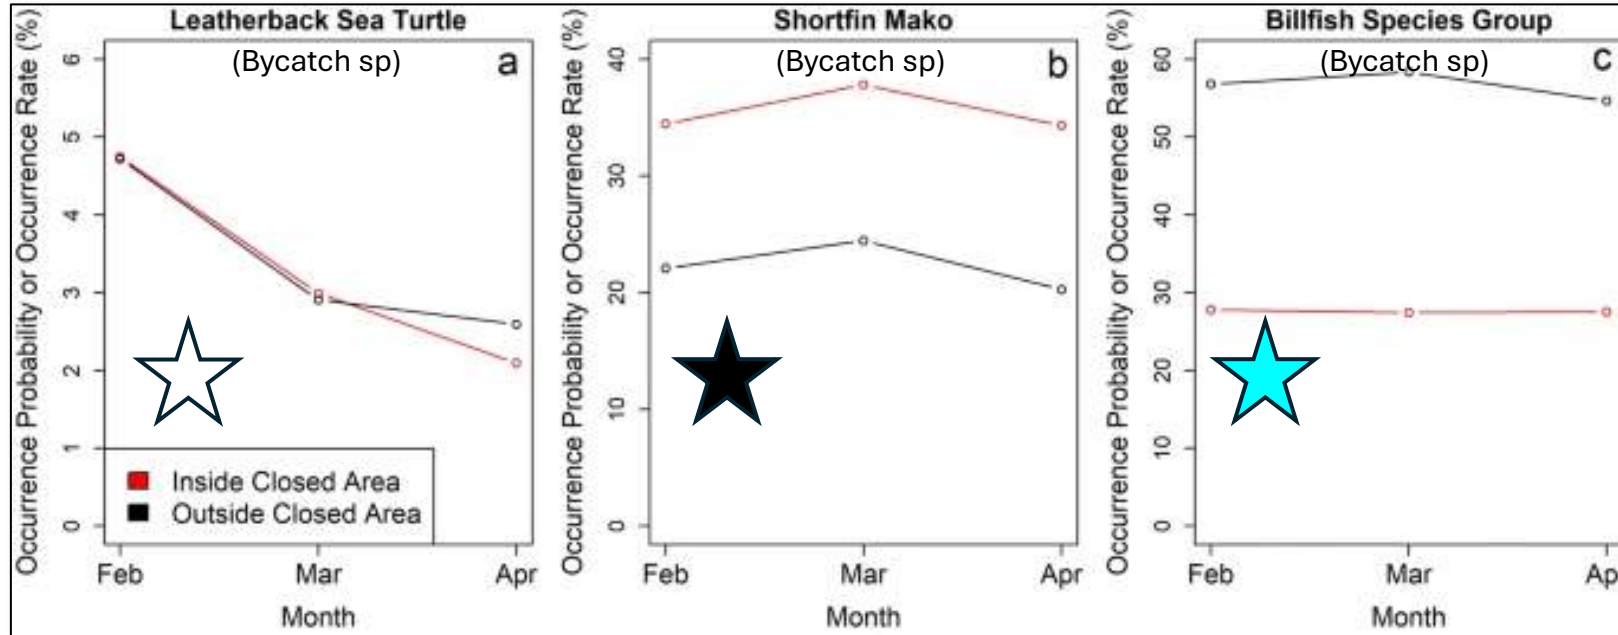 Leatherback Sea Turtle
(Bycatch sp)
a
Occurrence Probability or Occurrence Rate (%)
6
5
4
3
2
1
0
Inside Closed Area
Outside Closed Area
Feb
Mar
Apr
Month
Shortfin Mako
(Bycatch sp)
b
Occurrence Probability or Occurrence Rate (%)
40
30
20
10
0
Feb
Mar
Apr
Month
Billfish Species Group
(Bycatch sp)
c
Occurrence Probability or Occurrence Rate (%)
60
50
40
30
20
10
0
Feb
Mar
Ap
Month